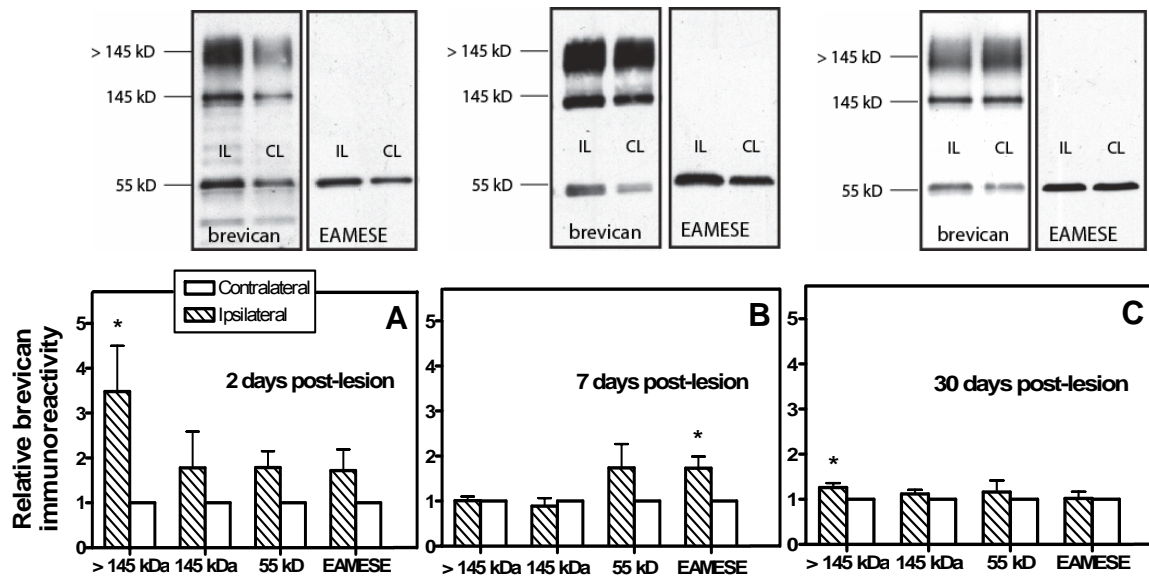 > 145 kD
145 kD
55 kD
IL CL
IL CL
brevican
EAMESE
> 145 kD
145 kD
55 kD
IL CL
IL CL
brevican
EAMESE
> 145 kD
145 kD
55 kD
IL CL
IL CL
brevican
EAMESE
Relative brevican
immunoreactivity
Contralateral
Ipsilateral
A
2 days post-lesion
*
5
4
3
2
1
0
> 145 kDa 145 kDa 55 kD EAMESE
B
7 days post-lesion
*
5
4
3
2
1
0
> 145 kDa 145 kDa 55 kD EAMESE
C
30 days post-lesion
*
5
4
3
2
1
0
> 145 kDa 145 kDa 55 kD EAMESE